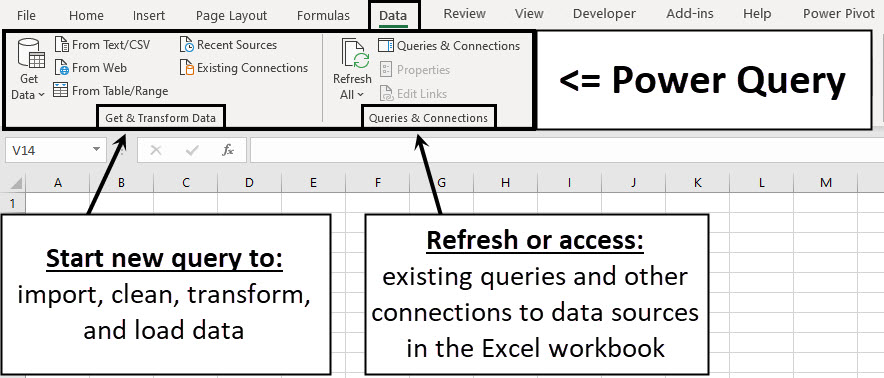 File Home Insert Page Layout Formulas Data Review View Developer Add-ins Help Power Pivot
Get Data
From Text/CSV
From Web
From Table/Range
Recent Sources
Existing Connections
Get & Transform Data
Refresh All
Queries & Connections
Properties
Edit Links
Queries & Connections
<= Power Query
V14 fx
A B C D E F G H I J K L M
1
Start new query to:
import, clean, transform,
and load data
Refresh or access:
existing queries and other
connections to data sources
in the Excel workbook